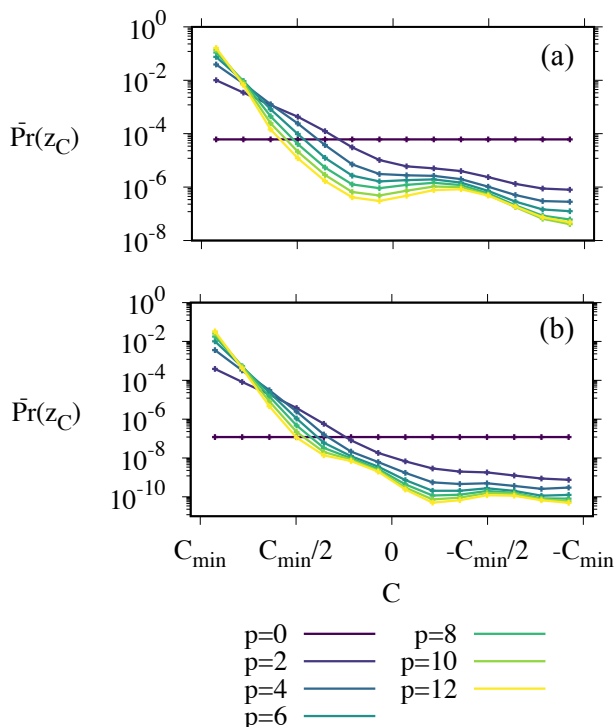 10^0
(a)
10^-2
10^-4
P̄r(z_C)
10^-6
10^-8
10^0
(b)
10^-2
10^-4
P̄r(z_C)
10^-6
10^-8
10^-10
C_min C_min/2 0 -C_min/2 -C_min
C
p=0 p=8
p=2 p=10
p=4 p=12
p=6